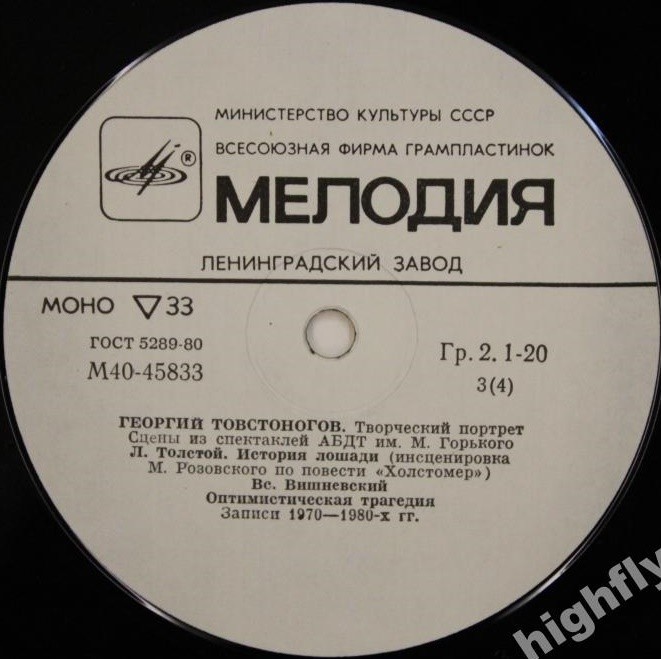 МИНИСТЕРСТВО КУЛЬТУРЫ СССР
®
ВСЕСОЮЗНАЯ ФИРМА ГРАМПЛАСТИНОК
МЕЛОДИЯ
ЛЕНИНГРАДСКИЙ ЗАВОД
МОНО ▽ 33
ГОСТ 5289-80
М40-45833
Гр. 2. 1-20
3(4)
ГЕОРГИЙ ТОВСТОНОГОВ. Творческий портрет
Сцены из спектаклей АБДТ им. М. Горького
Л. Толстой. История лошади (инсценировка
М. Розовского по повести «Холстомер»)
Вс. Вишневский
Оптимистическая трагедия
Записи 1970—1980-х гг.
highfly